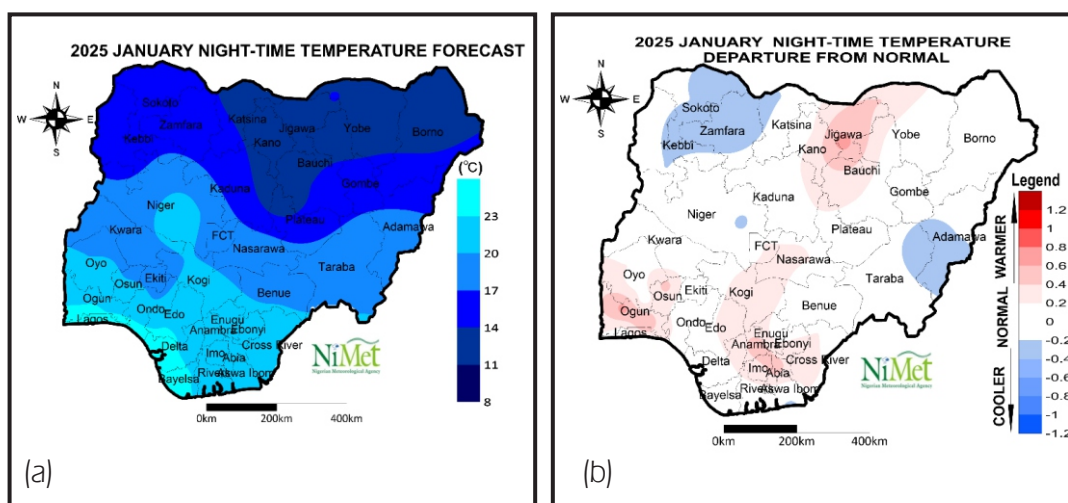 2025 JANUARY NIGHT-TIME TEMPERATURE FORECAST
N
W E
S
Sokoto
Katsina
Zamfara
Jigawa
Yobe
Borno
Kebbi
Kano
Bauchi
Kaduna
Gombe
Niger
Plateau
Kwara
FCT
Adamawa
Nasarawa
Oyo
Taraba
Ekiti
Kogi
Osun
Benue
Ogun
Ondo
Edo
Enugu
Lagos
Anambra
Ebonyi
Delta
Imo
Cross River
Abia
Bayelsa
Rivers
Akwa Ibom
(°C)
23
20
17
14
11
8
NiMet
Nigerian Meteorological Agency
0km 200km 400km
(a)
2025 JANUARY NIGHT-TIME TEMPERATURE
DEPARTURE FROM NORMAL
N
W E
S
Sokoto
Katsina
Zamfara
Jigawa
Yobe
Borno
Kebbi
Kano
Bauchi
Kaduna
Gombe
Niger
Plateau
Adamawa
Kwara
FCT
Nasarawa
Oyo
Taraba
Osun
Ekiti
Kogi
Benue
Ogun
Ondo
Edo
Enugu
Lagos
Anambra
Ebonyi
Delta
Imo
Cross River
Abia
Bayelsa
Rivers
Akwa Ibom
Legend
COOLER NORMAL WARMER
1.2
1
0.8
0.6
0.4
0.2
0
-0.2
-0.4
-0.6
-0.8
-1
-1.2
NiMet
Nigerian Meteorological Agency
0km 200km 400km
(b)